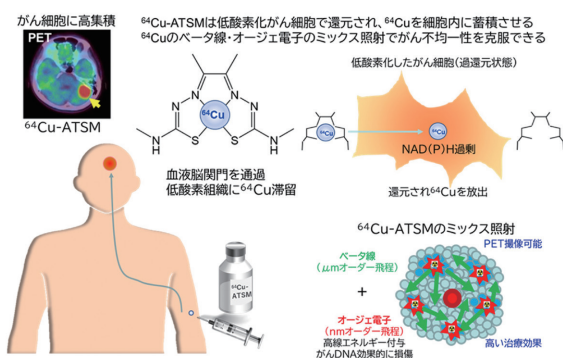 がん細胞に高集積
PET
64Cu-ATSM
64Cu-ATSMは低酸素化がん細胞で還元され、64Cuを細胞内に蓄積させる
64Cuのベータ線・オージェ電子のミックス照射でがん不均一性を克服できる
N
N
N
N
64Cu
N
H
S
S
N
H
血液脳関門を通過
低酸素組織に64Cu滞留
低酸素化したがん細胞(過還元状態)
64Cu
64Cu
NAD(P)H過剰
還元され64Cuを放出
64Cu-
ATSM
64Cu-ATSMのミックス照射
PET撮像可能
ベータ線
(μmオーダー飛程)
+
オージェ電子
(nmオーダー飛程)
高線エネルギー付与
がんDNA効果的に損傷
高い治療効果